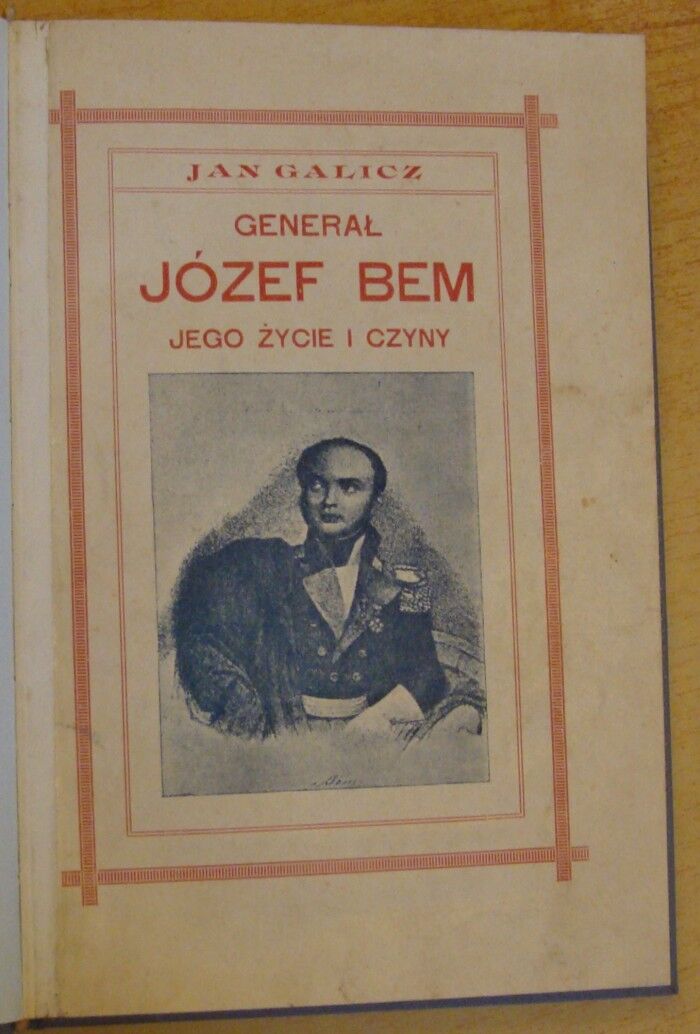 JAN GALICZ
GENERAŁ
JÓZEF BEM
JEGO ŻYCIE I CZYNY